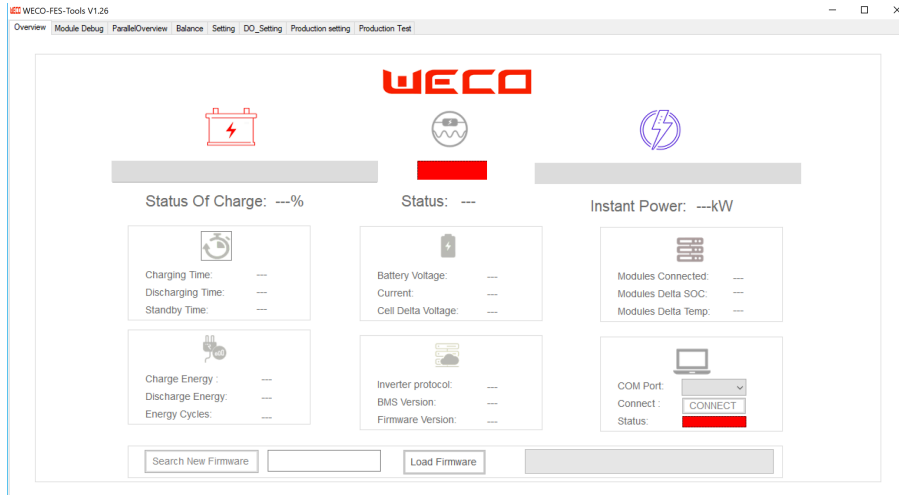 WECO WECO-FES-Tools V1.26
Overview Module Debug ParallelOverview Balance Setting DO_Setting Production setting Production Test
WECO
Status Of Charge: ---%
Status: ---
Instant Power: ---kW
Charging Time: ---
Discharging Time: ---
Standby Time: ---
Battery Voltage: ---
Current: ---
Cell Delta Voltage: ---
Modules Connected: ---
Modules Delta SOC: ---
Modules Delta Temp: ---
Charge Energy : ---
Discharge Energy: ---
Energy Cycles: ---
Inverter protocol: ---
BMS Version: ---
Firmware Version: ---
COM Port:
Connect : CONNECT
Status:
Search New Firmware Load Firmware